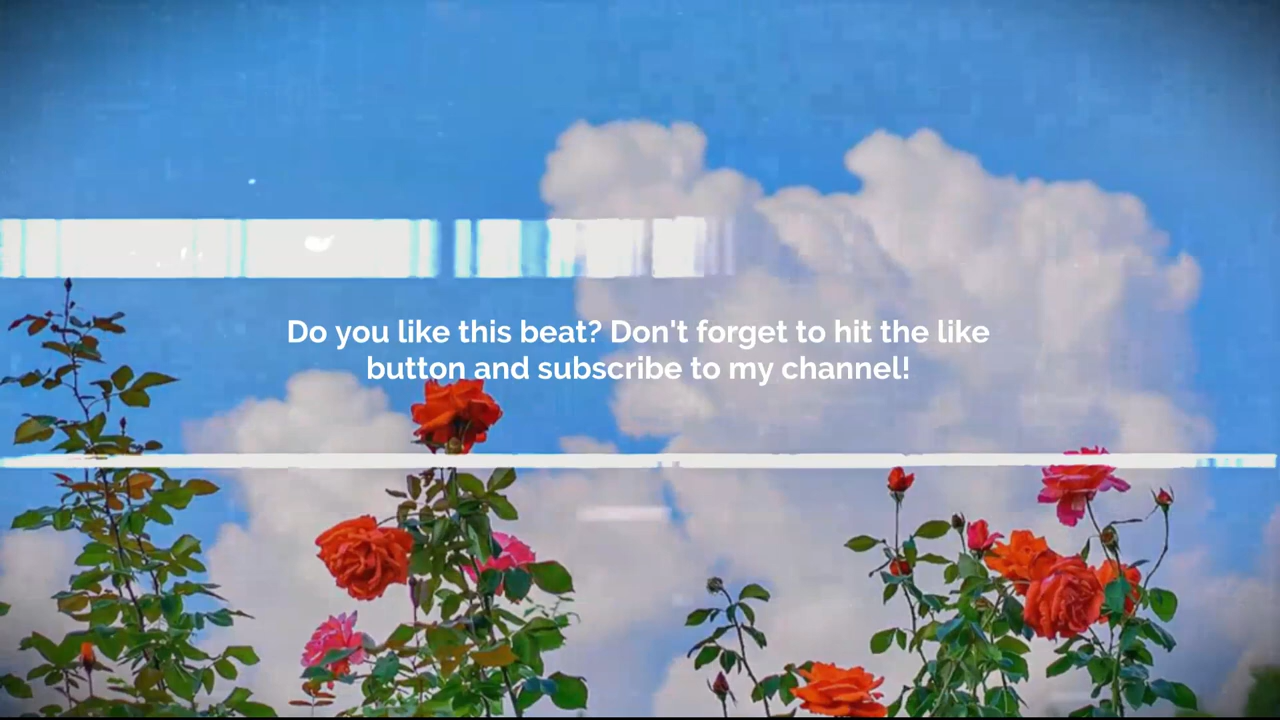 Do you like this beat? Don't forget to hit the like
button and subscribe to my channel!